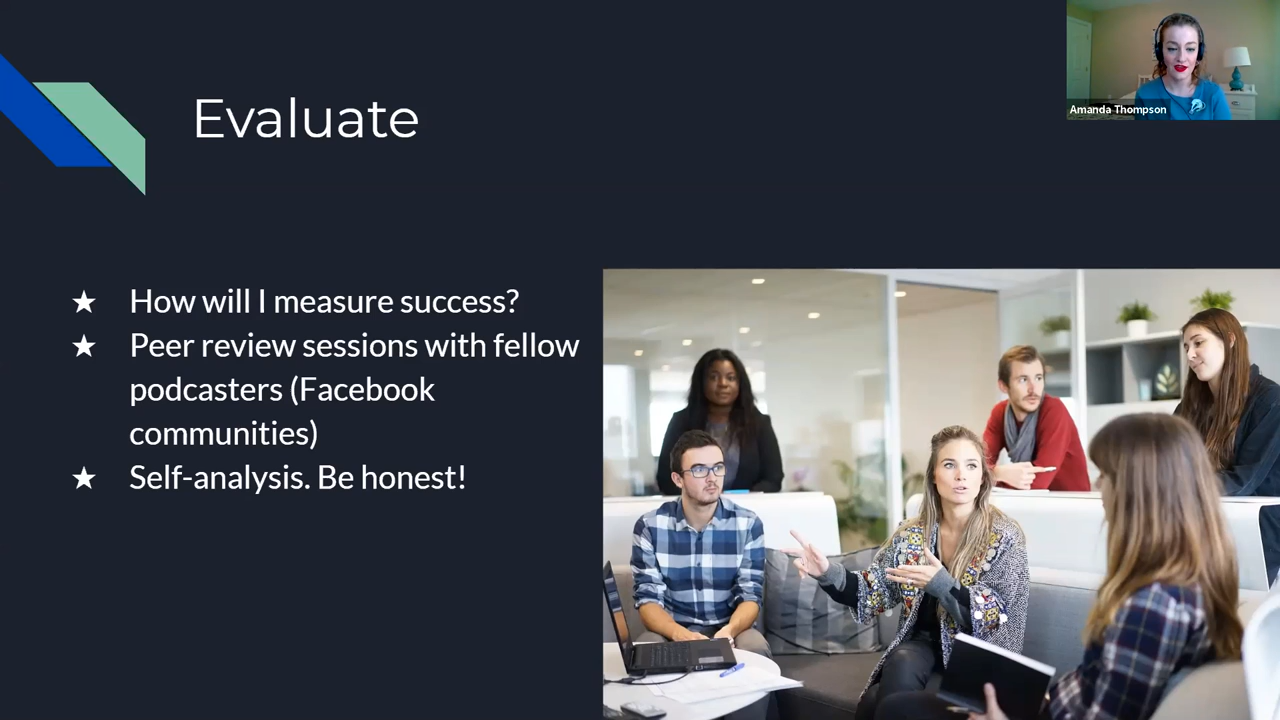 Evaluate
★ How will I measure success?
★ Peer review sessions with fellow
podcasters (Facebook
communities)
★ Self-analysis. Be honest!
Amanda Thompson